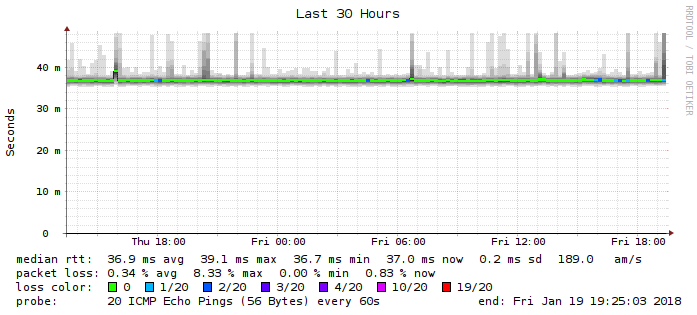 Last 30 Hours
RRDTOOL / TOBI OETIKER
Seconds
40 m
30 m
20 m
10 m
0
Thu 18:00 Fri 00:00 Fri 06:00 Fri 12:00 Fri 18:00
median rtt: 36.9 ms avg 39.1 ms max 36.7 ms min 37.0 ms now 0.2 ms sd 189.0 am/s
packet loss: 0.34 % avg 8.33 % max 0.00 % min 0.83 % now
loss color: 0 1/20 2/20 3/20 4/20 10/20 19/20
probe: 20 ICMP Echo Pings (56 Bytes) every 60s end: Fri Jan 19 19:25:03 2018